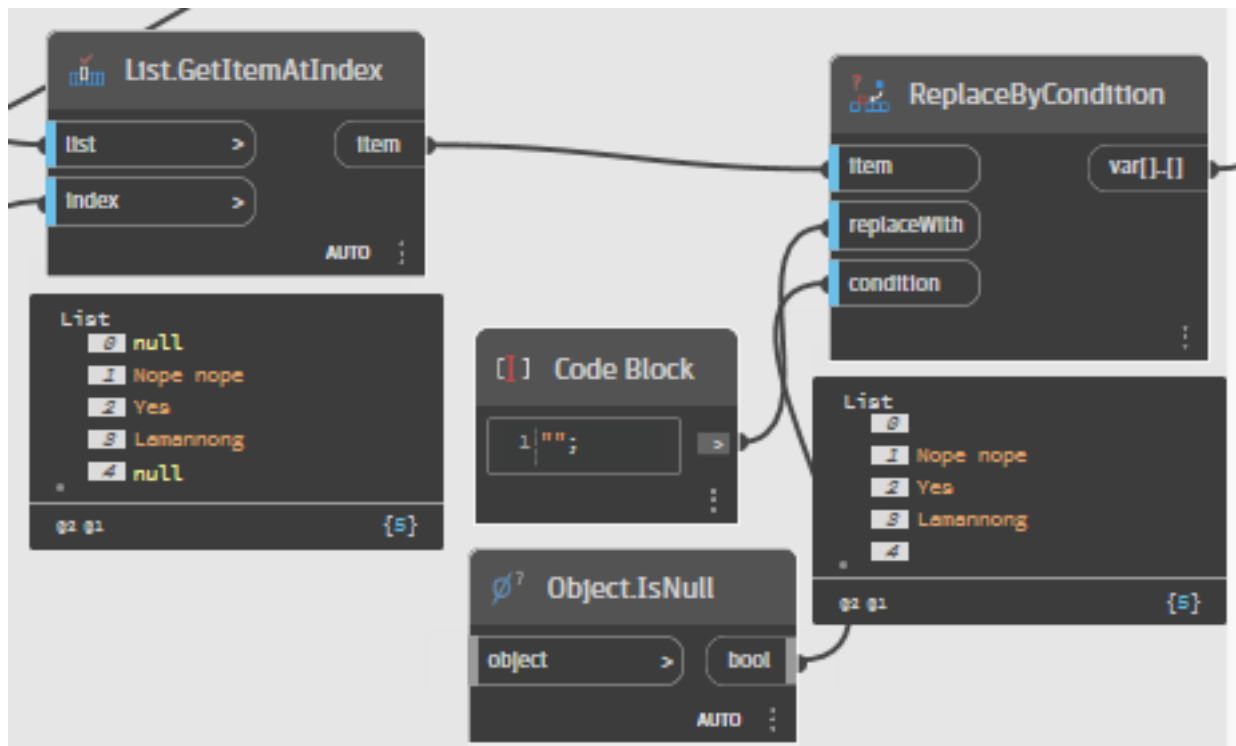 List.GetItemAtIndex
list >
item
index >
AUTO
List
0 null
1 Nope nope
2 Yes
3 Lamannong
4 null
@2 @1 {5}
[I] Code Block
1 "";
>
Object.IsNull
object >
bool
AUTO
ReplaceByCondition
item
var[]..[]
replaceWith
condition
List
0
1 Nope nope
2 Yes
3 Lamannong
4
@2 @1 {5}